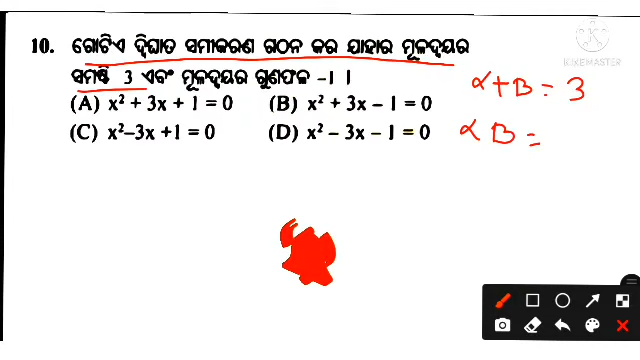 10. ଗୋଟିଏ ଦ୍ୱିଘାତ ସମୀକରଣ ଗଠନ କର ଯାହାର ମୂଳଦ୍ୱୟର
ସମଷ୍ଟି 3 ଏବଂ ମୂଳଦ୍ୱୟର ଗୁଣଫଳ –1 ।
(A) x² + 3x + 1 = 0 (B) x² + 3x – 1 = 0
(C) x²–3x +1 = 0 (D) x² – 3x – 1 = 0
α + β = 3
α β =
KINEMASTER